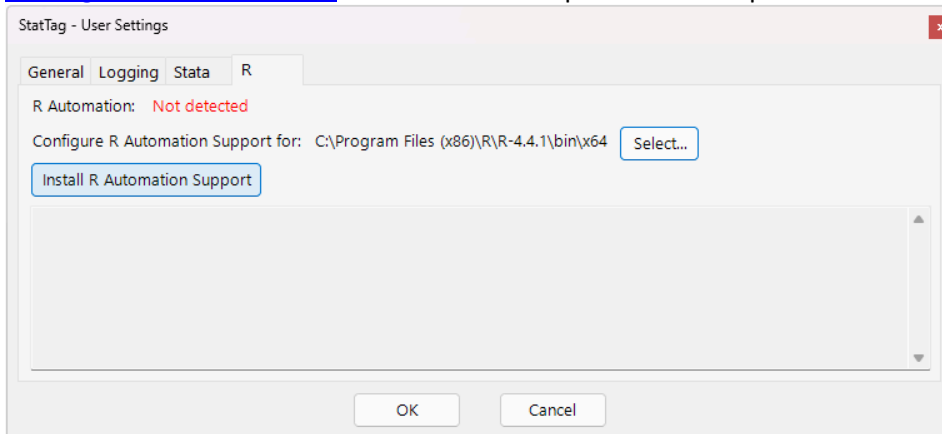 StatTag - User Settings
x
General Logging Stata R
R Automation: Not detected
Configure R Automation Support for: C:\Program Files (x86)\R\R-4.4.1\bin\x64 Select...
Install R Automation Support
OK Cancel